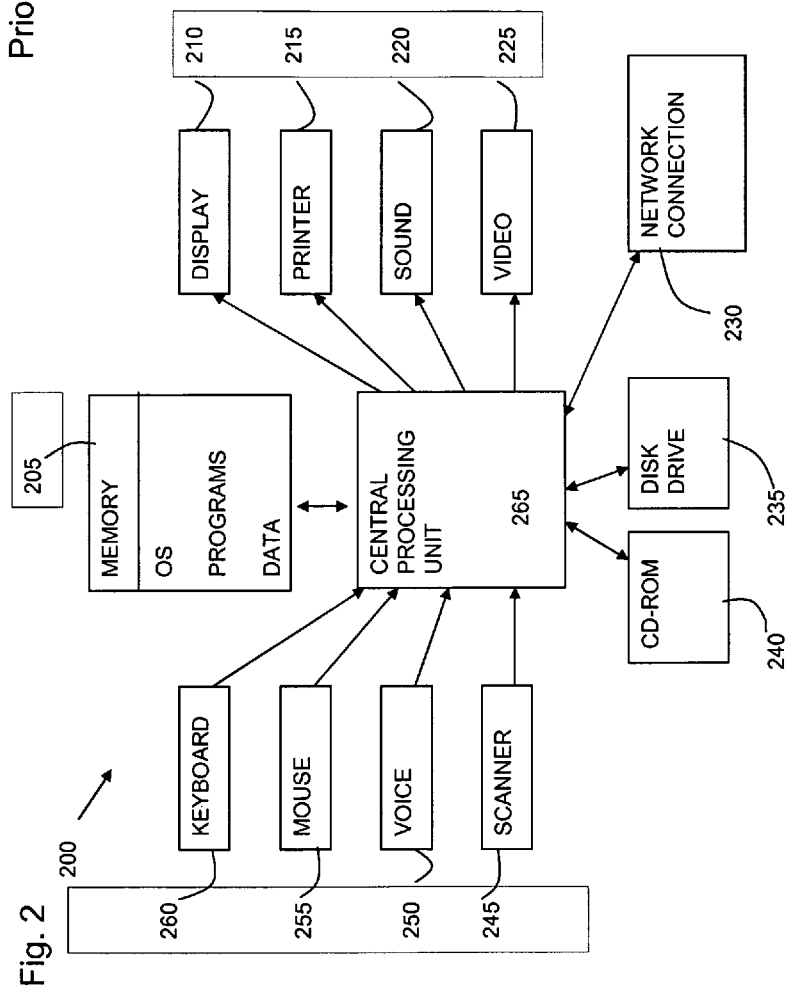 Fig. 2
Prio
200
205
MEMORY
OS
PROGRAMS
DATA
260
KEYBOARD
255
MOUSE
250
VOICE
245
SCANNER
CENTRAL
PROCESSING
UNIT
265
DISPLAY
210
PRINTER
215
SOUND
220
VIDEO
225
CD-ROM
240
DISK
DRIVE
235
NETWORK
CONNECTION
230